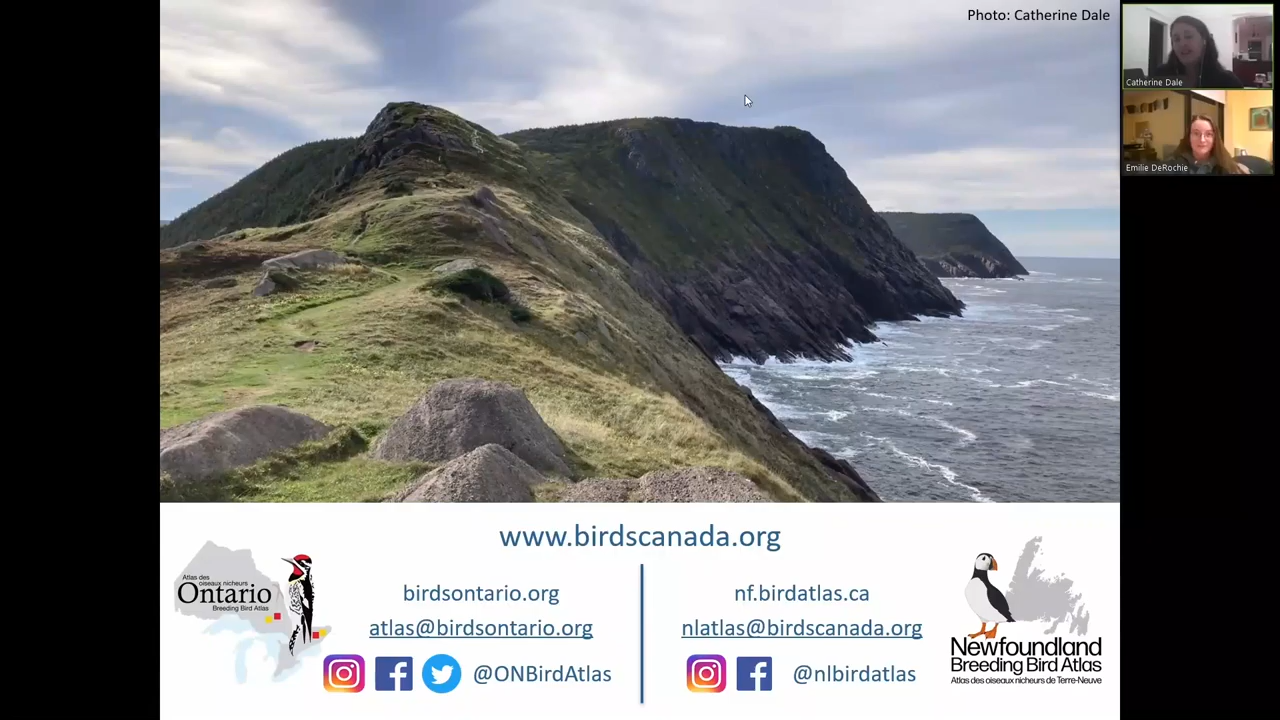 Photo: Catherine Dale
Catherine Dale
Emilie DeRochie
www.birdscanada.org
Atlas des
oiseaux nicheurs
Ontario
Breeding Bird Atlas
birdsontario.org
atlas@birdsontario.org
@ONBirdAtlas
nf.birdatlas.ca
nlatlas@birdscanada.org
@nlbirdatlas
Newfoundland
Breeding Bird Atlas
Atlas des oiseaux nicheurs de Terre-Neuve